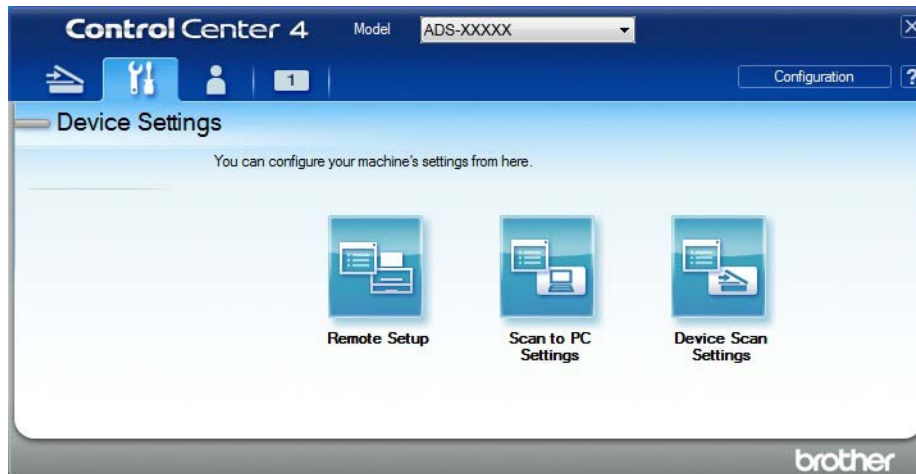 Control Center 4
Model
ADS-XXXXX
1
Configuration
?
Device Settings
You can configure your machine's settings from here.
Remote Setup
Scan to PC
Settings
Device Scan
Settings
brother